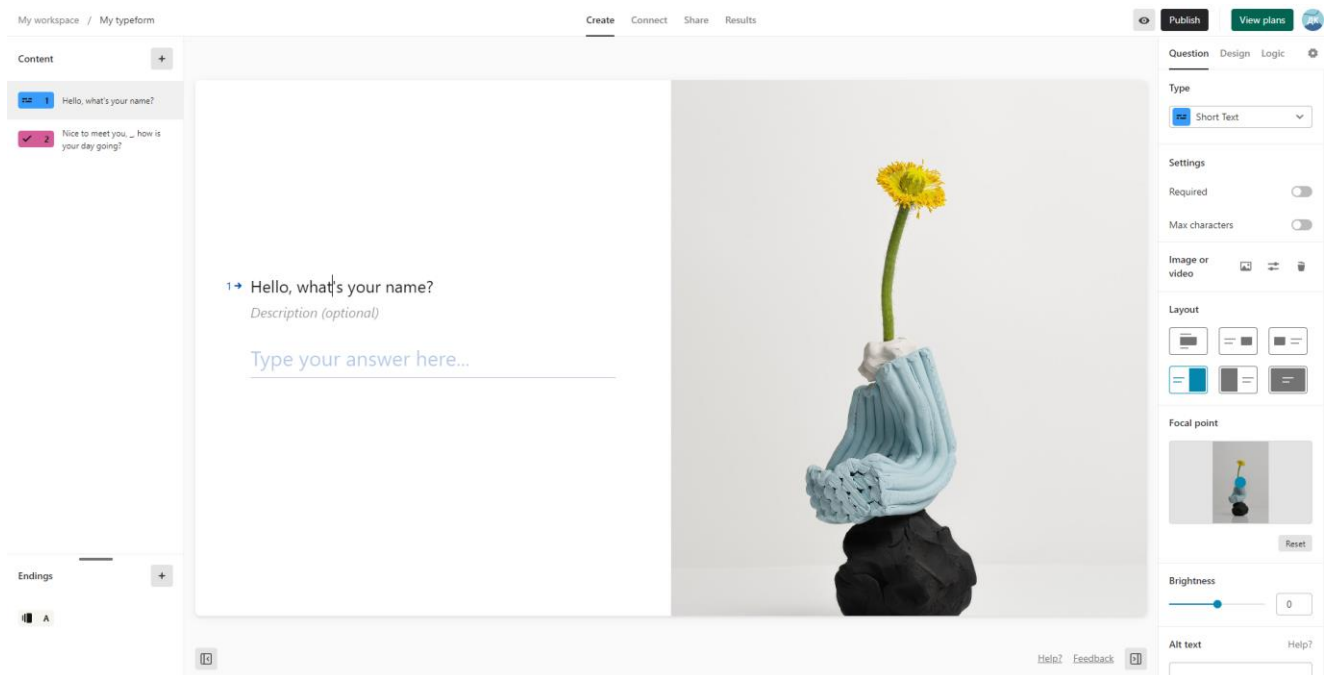 My workspace / My typeform
Create Connect Share Results
Publish
View plans
Content
+
1 Hello, what's your name?
2 Nice to meet you, _ how is
your day going?
1 Hello, what's your name?
Description (optional)
Type your answer here...
Endings
+
A
Help? Feedback
Question Design Logic
Type
Short Text
Settings
Required
Max characters
Image or
video
Layout
Focal point
Reset
Brightness
0
Alt text Help?